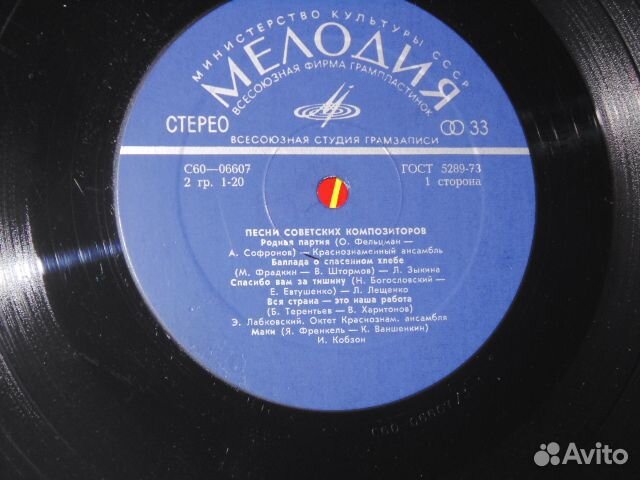 МИНИСТЕРСТВО КУЛЬТУРЫ СССР
МЕЛОДИЯ
ВСЕСОЮЗНАЯ ФИРМА ГРАМПЛАСТИНОК
СТЕРЕО
33
ВСЕСОЮЗНАЯ СТУДИЯ ГРАМЗАПИСИ
С60—06607
ГОСТ 5289-73
2 гр. 1-20
1 сторона
ПЕСНИ СОВЕТСКИХ КОМПОЗИТОРОВ
Родная партия (О. Фельцман —
А. Софронов) — Краснознаменный ансамбль
Баллада о спасенном хлебе
(М. Фрадкин — В. Штормов) — Л. Зыкина
Спасибо вам за тишину (Н. Богословский —
Е. Евтушенко) — Л. Лещенко
Вся страна — это наша работа
(Б. Терентьев — В. Харитонов)
Э. Лабковский, Октет Краснознам. ансамбля
Маки (Я. Френкель — К. Ваншенкин)
И. Кобзон
Avito